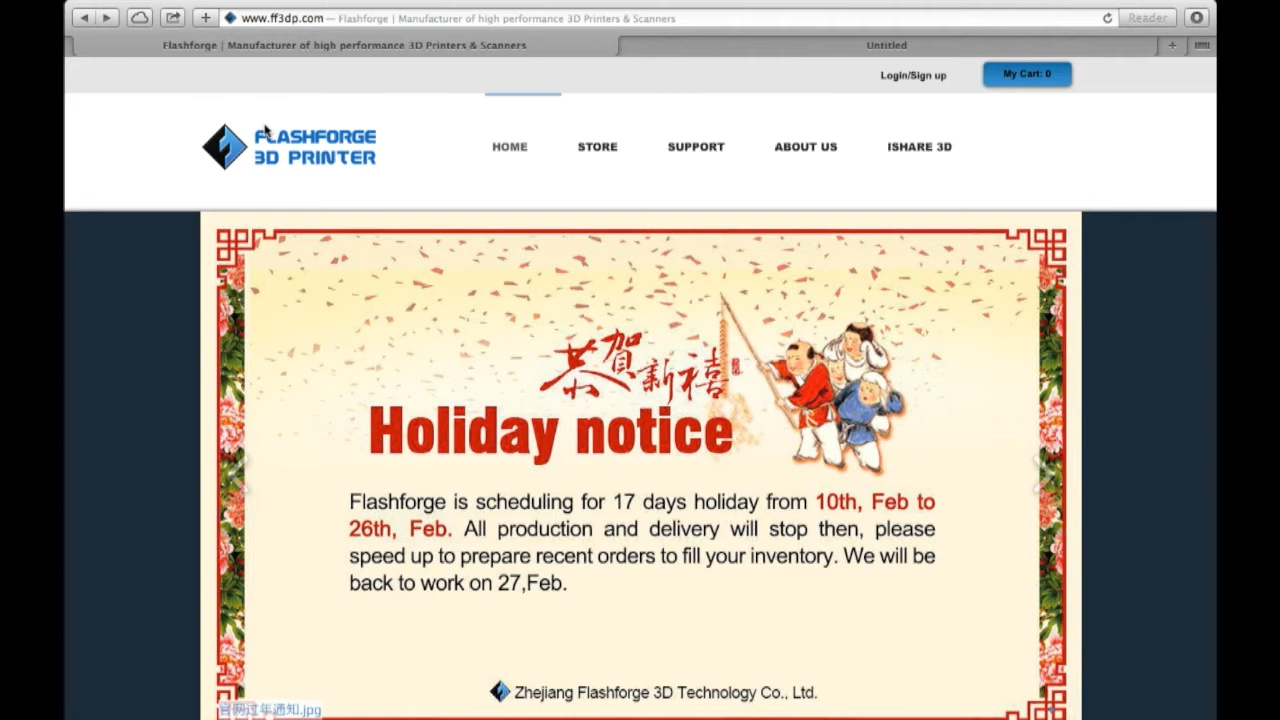 www.ff3dp.com — Flashforge | Manufacturer of high performance 3D Printers & Scanners
Reader
Flashforge | Manufacturer of high performance 3D Printers & Scanners
Untitled
Login/Sign up
My Cart: 0
FLASHFORGE
3D PRINTER
HOME
STORE
SUPPORT
ABOUT US
ISHARE 3D
恭賀新禧
Holiday notice
Flashforge is scheduling for 17 days holiday from 10th, Feb to
26th, Feb. All production and delivery will stop then, please
speed up to prepare recent orders to fill your inventory. We will be
back to work on 27,Feb.
Zhejiang Flashforge 3D Technology Co., Ltd.
官网过年通知.jpg